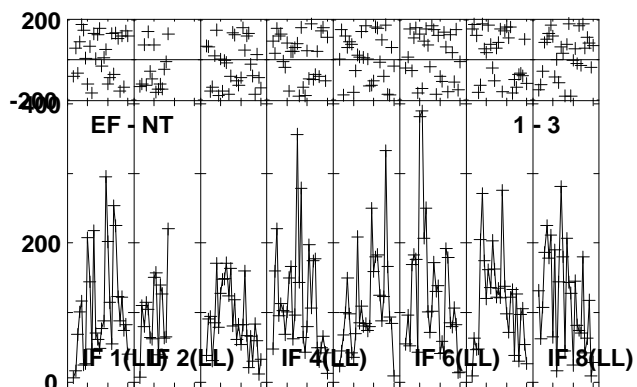 200
-200
400
EF - NT 1 - 3
200
0
IF 1(LL) IF 2(LL) IF 4(LL) IF 6(LL) IF 8(LL)